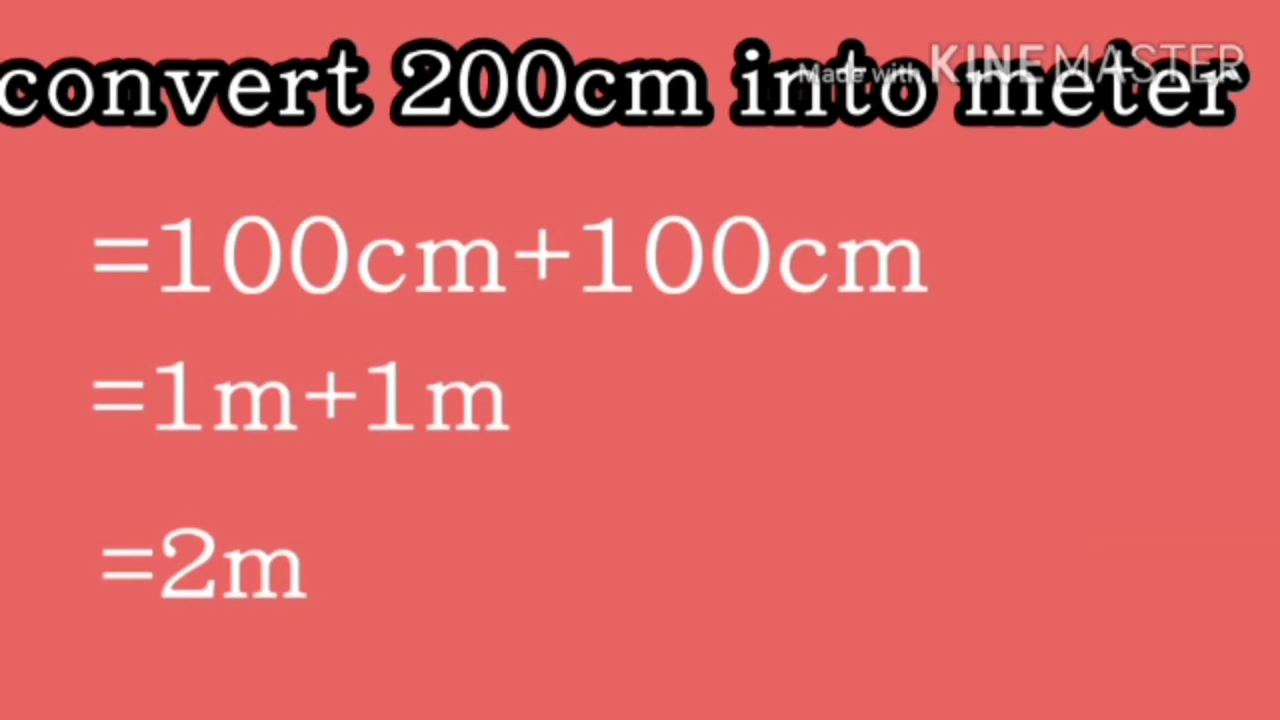 convert 200cm into meter
Made with KINEMASTER
=100cm+100cm
=1m+1m
=2m